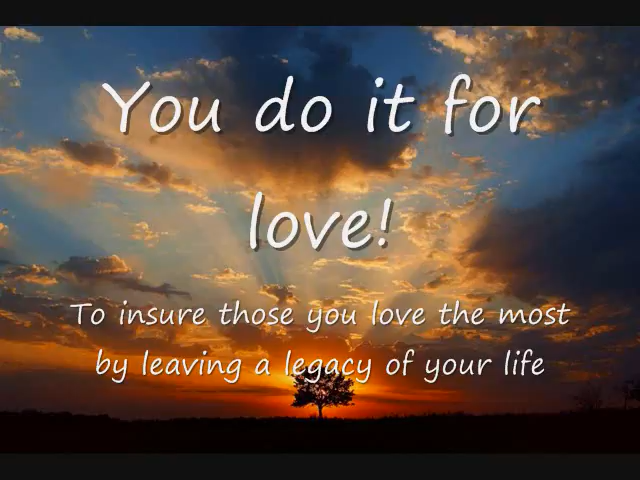 You do it for
love!
To insure those you love the most
by leaving a legacy of your life